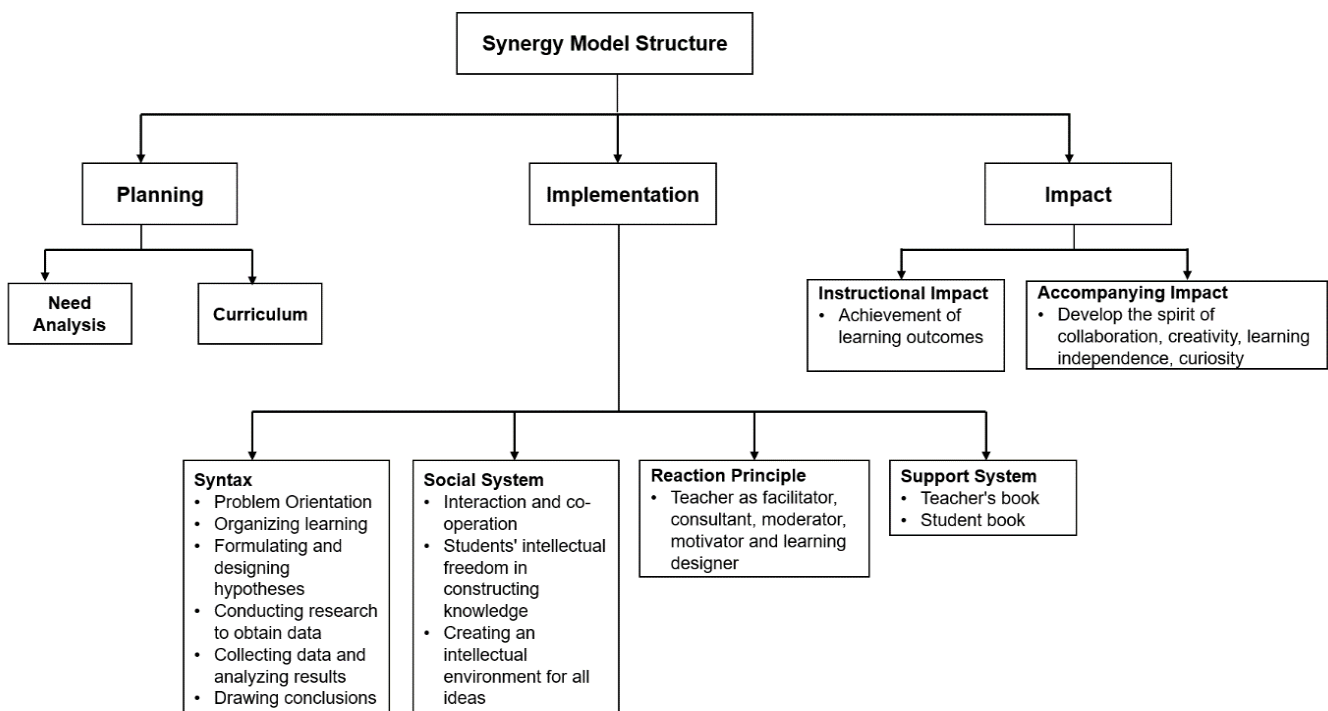 Synergy Model Structure
Planning
Implementation
Impact
Need
Analysis
Curriculum
Instructional Impact
• Achievement of
learning outcomes
Accompanying Impact
• Develop the spirit of
collaboration, creativity, learning
independence, curiosity
Syntax
• Problem Orientation
• Organizing learning
• Formulating and
designing
hypotheses
• Conducting research
to obtain data
• Collecting data and
analyzing results
• Drawing conclusions
Social System
• Interaction and co-
operation
• Students' intellectual
freedom in
constructing
knowledge
• Creating an
intellectual
environment for all
ideas
Reaction Principle
• Teacher as facilitator,
consultant, moderator,
motivator and learning
designer
Support System
• Teacher's book
• Student book